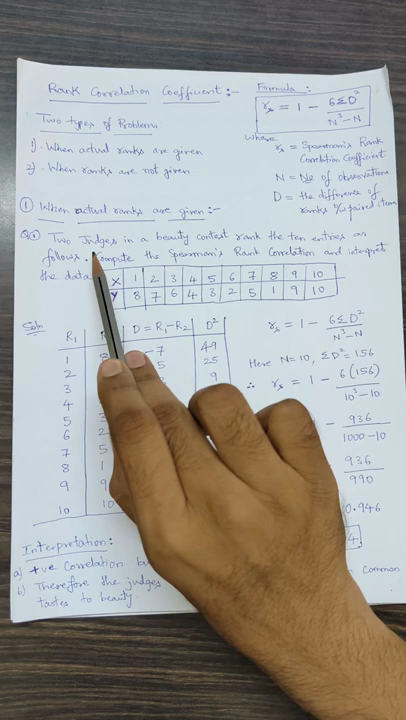 Rank Correlation Coefficient:-
Formula:
rₛ = 1 - 6ΣD² / N³-N
Two types of Problems
1) When actual ranks are given
2) When ranks are not given
where
rₛ = Spearman's Rank
Correlation Coefficient
N = No of observations
D = the difference of
ranks b/w paired items
① When actual ranks are given:-
Q① Two Judges in a beauty contest rank the ten entries as
follows. Compute the Spearman's Rank Correlation and interpret
the data
X 1 2 3 4 5 6 7 8 9 10
Y 8 7 6 4 3 2 5 1 9 10
Soln
R₁ D = R₁-R₂ D²
1 -7 49
2 5 25
3 9
4
5 3
6 2
7 5
8 1
9 9
10 10
rₛ = 1 - 6ΣD² / N³-N
Here N=10, ΣD²=156
∴ rₛ = 1 - 6(156) / 10³-10
- 936 / 1000-10
936 / 990
0.946
Interpretation:-
a) +ve Correlation
b) Therefore the judges common
tastes to beauty